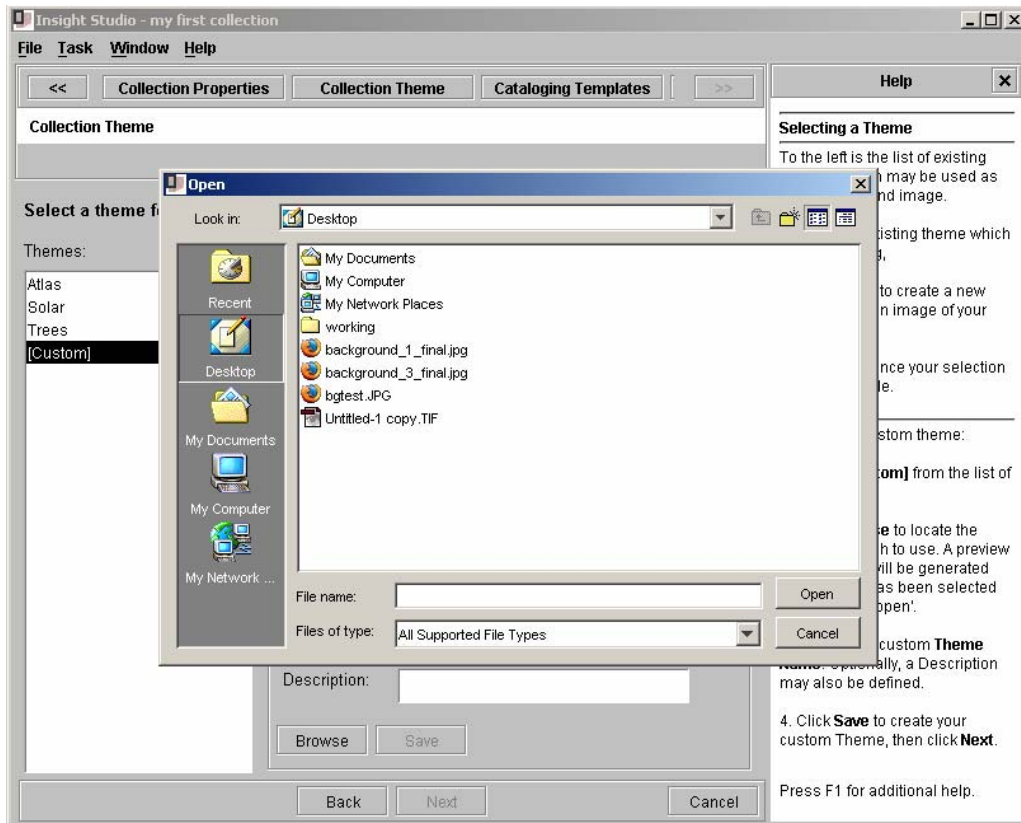 Insight Studio - my first collection
File Task Window Help
<< Collection Properties Collection Theme Cataloging Templates >>
Collection Theme
Select a theme f
Themes:
Atlas
Solar
Trees
[Custom]
Open
Look in: Desktop
Recent
Desktop
My Documents
My Computer
My Network ...
My Documents
My Computer
My Network Places
working
background_1_final.jpg
background_3_final.jpg
bgtest.JPG
Untitled-1 copy.TIF
File name: Open
Files of type: All Supported File Types Cancel
Description:
Browse Save
Back Next Cancel
Help
Selecting a Theme
To the left is the list of existing
may be used as
nd image.
isting theme which
to create a new
n image of your
nce your selection
stom theme:
om] from the list of
to locate the
h to use. A preview
ill be generated
as been selected
open'.
custom Theme
Name. Optionally, a Description
may also be defined.
4. Click Save to create your
custom Theme, then click Next.
Press F1 for additional help.